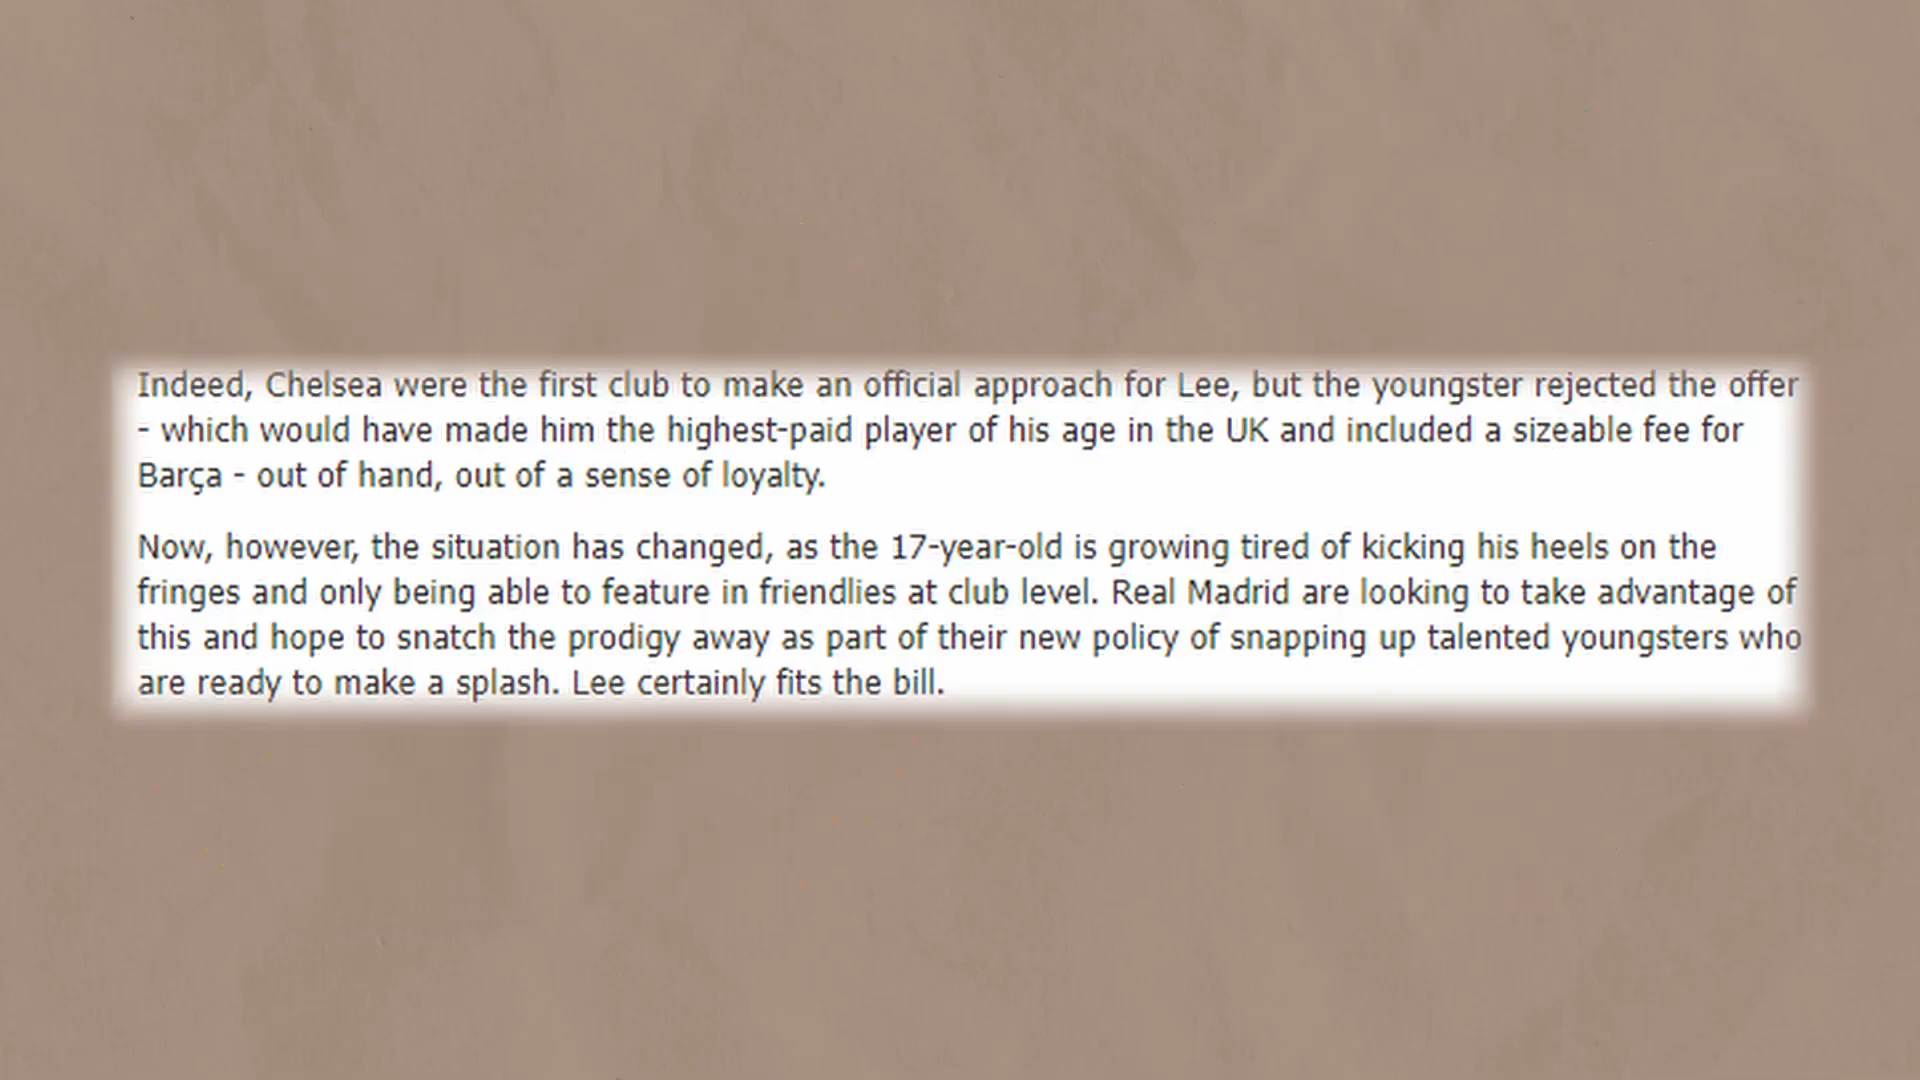 Indeed, Chelsea were the first club to make an official approach for Lee, but the youngster rejected the offer
- which would have made him the highest-paid player of his age in the UK and included a sizeable fee for
Barça - out of hand, out of a sense of loyalty.
Now, however, the situation has changed, as the 17-year-old is growing tired of kicking his heels on the
fringes and only being able to feature in friendlies at club level. Real Madrid are looking to take advantage of
this and hope to snatch the prodigy away as part of their new policy of snapping up talented youngsters who
are ready to make a splash. Lee certainly fits the bill.